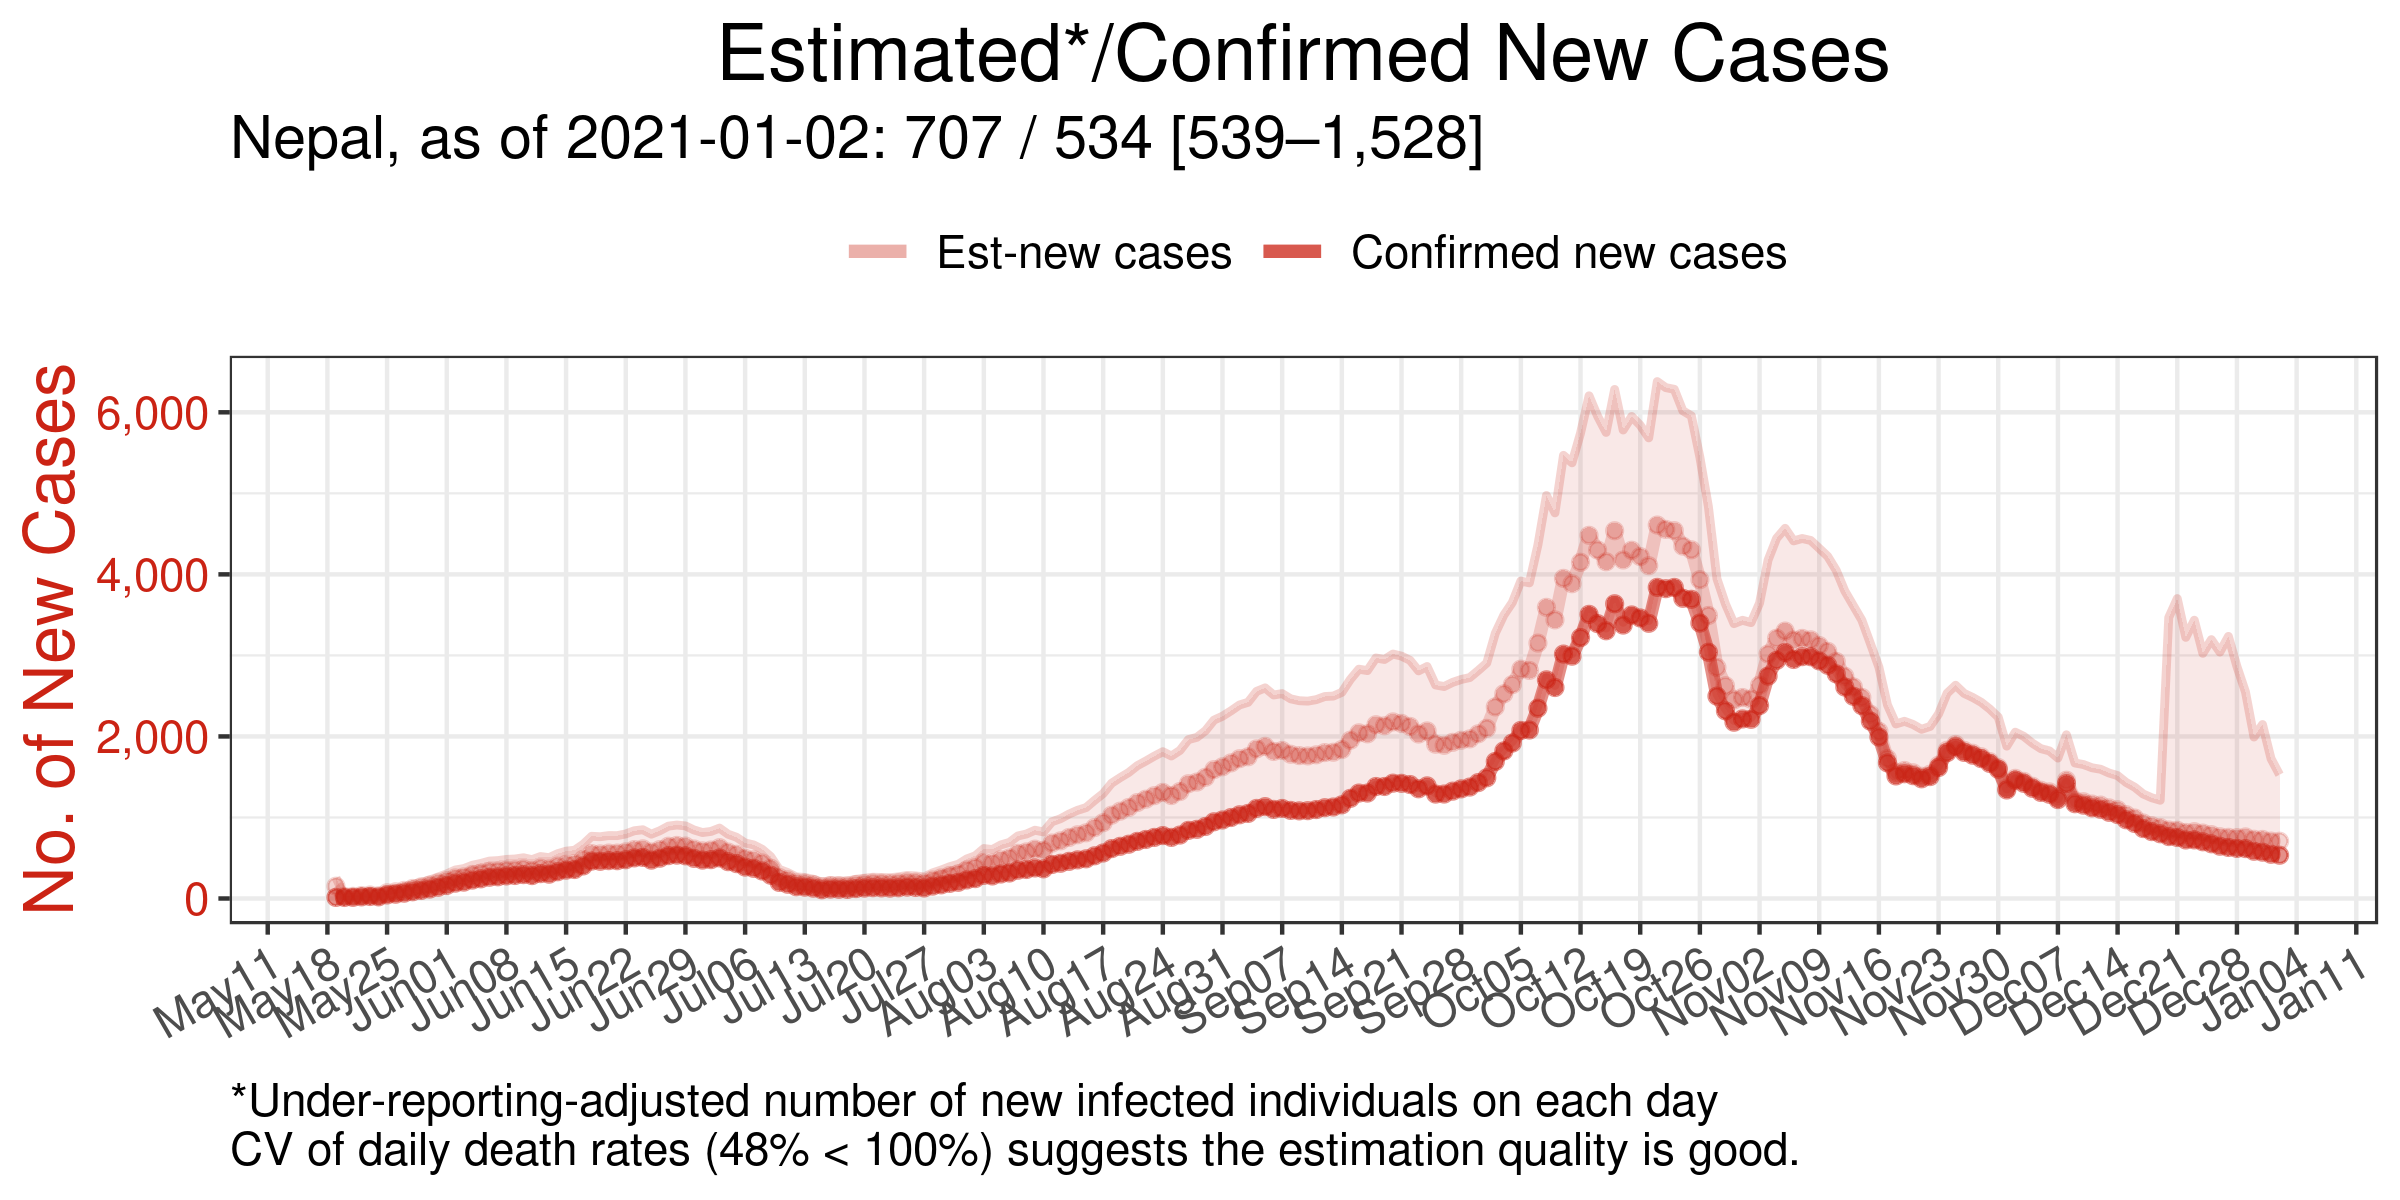 Estimated*/Confirmed New Cases
Nepal, as of 2021-01-02: 707 / 534 [539–1,528]
Est-new cases
Confirmed new cases
No. of New Cases
6,000
4,000
2,000
0
May11
May18
May25
Jun01
Jun08
Jun15
Jun22
Jun29
Jul06
Jul13
Jul20
Jul27
Aug03
Aug10
Aug17
Aug24
Aug31
Sep07
Sep14
Sep21
Sep28
Oct05
Oct12
Oct19
Oct26
Nov02
Nov09
Nov16
Nov23
Nov30
Dec07
Dec14
Dec21
Dec28
Jan04
Jan11
*Under-reporting-adjusted number of new infected individuals on each day
CV of daily death rates (48% < 100%) suggests the estimation quality is good.